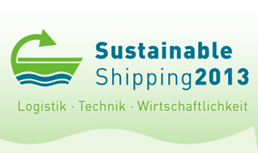 Sustainable
Shipping2013
Logistik · Technik · Wirtschaftlichkeit